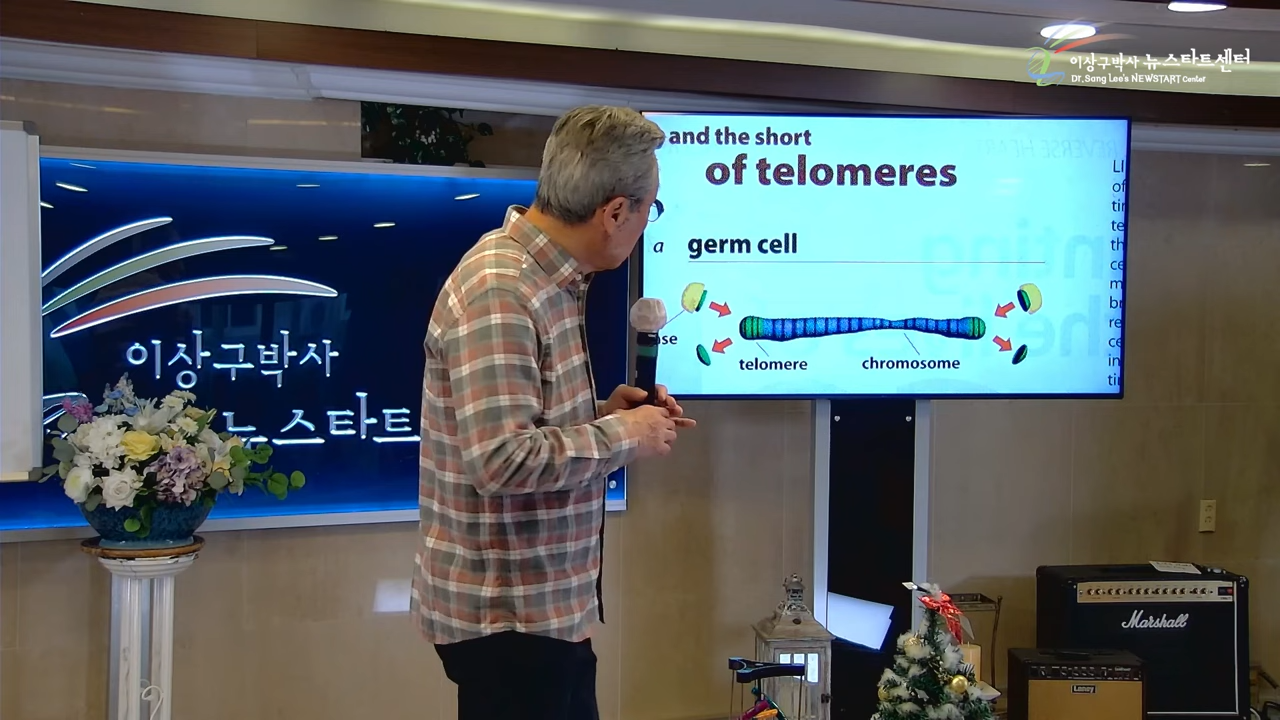 이상구박사 뉴스타트센터
Dr. Sang Lee's NEWSTART Center
and the short
of telomeres
a germ cell
telomere
chromosome
이상구박사
뉴스타트
Marshall
Laney